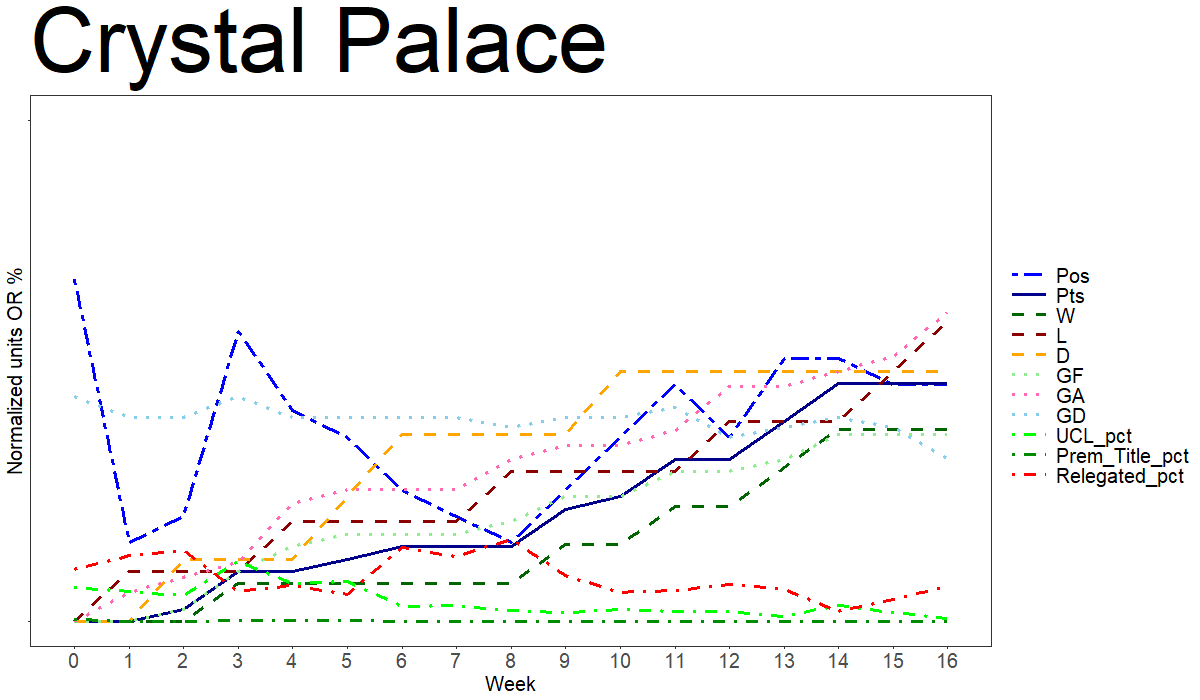 Crystal Palace
Normalized units OR %
0 1 2 3 4 5 6 7 8 9 10 11 12 13 14 15 16
Week
Pos
Pts
W
L
D
GF
GA
GD
UCL_pct
Prem_Title_pct
Relegated_pct